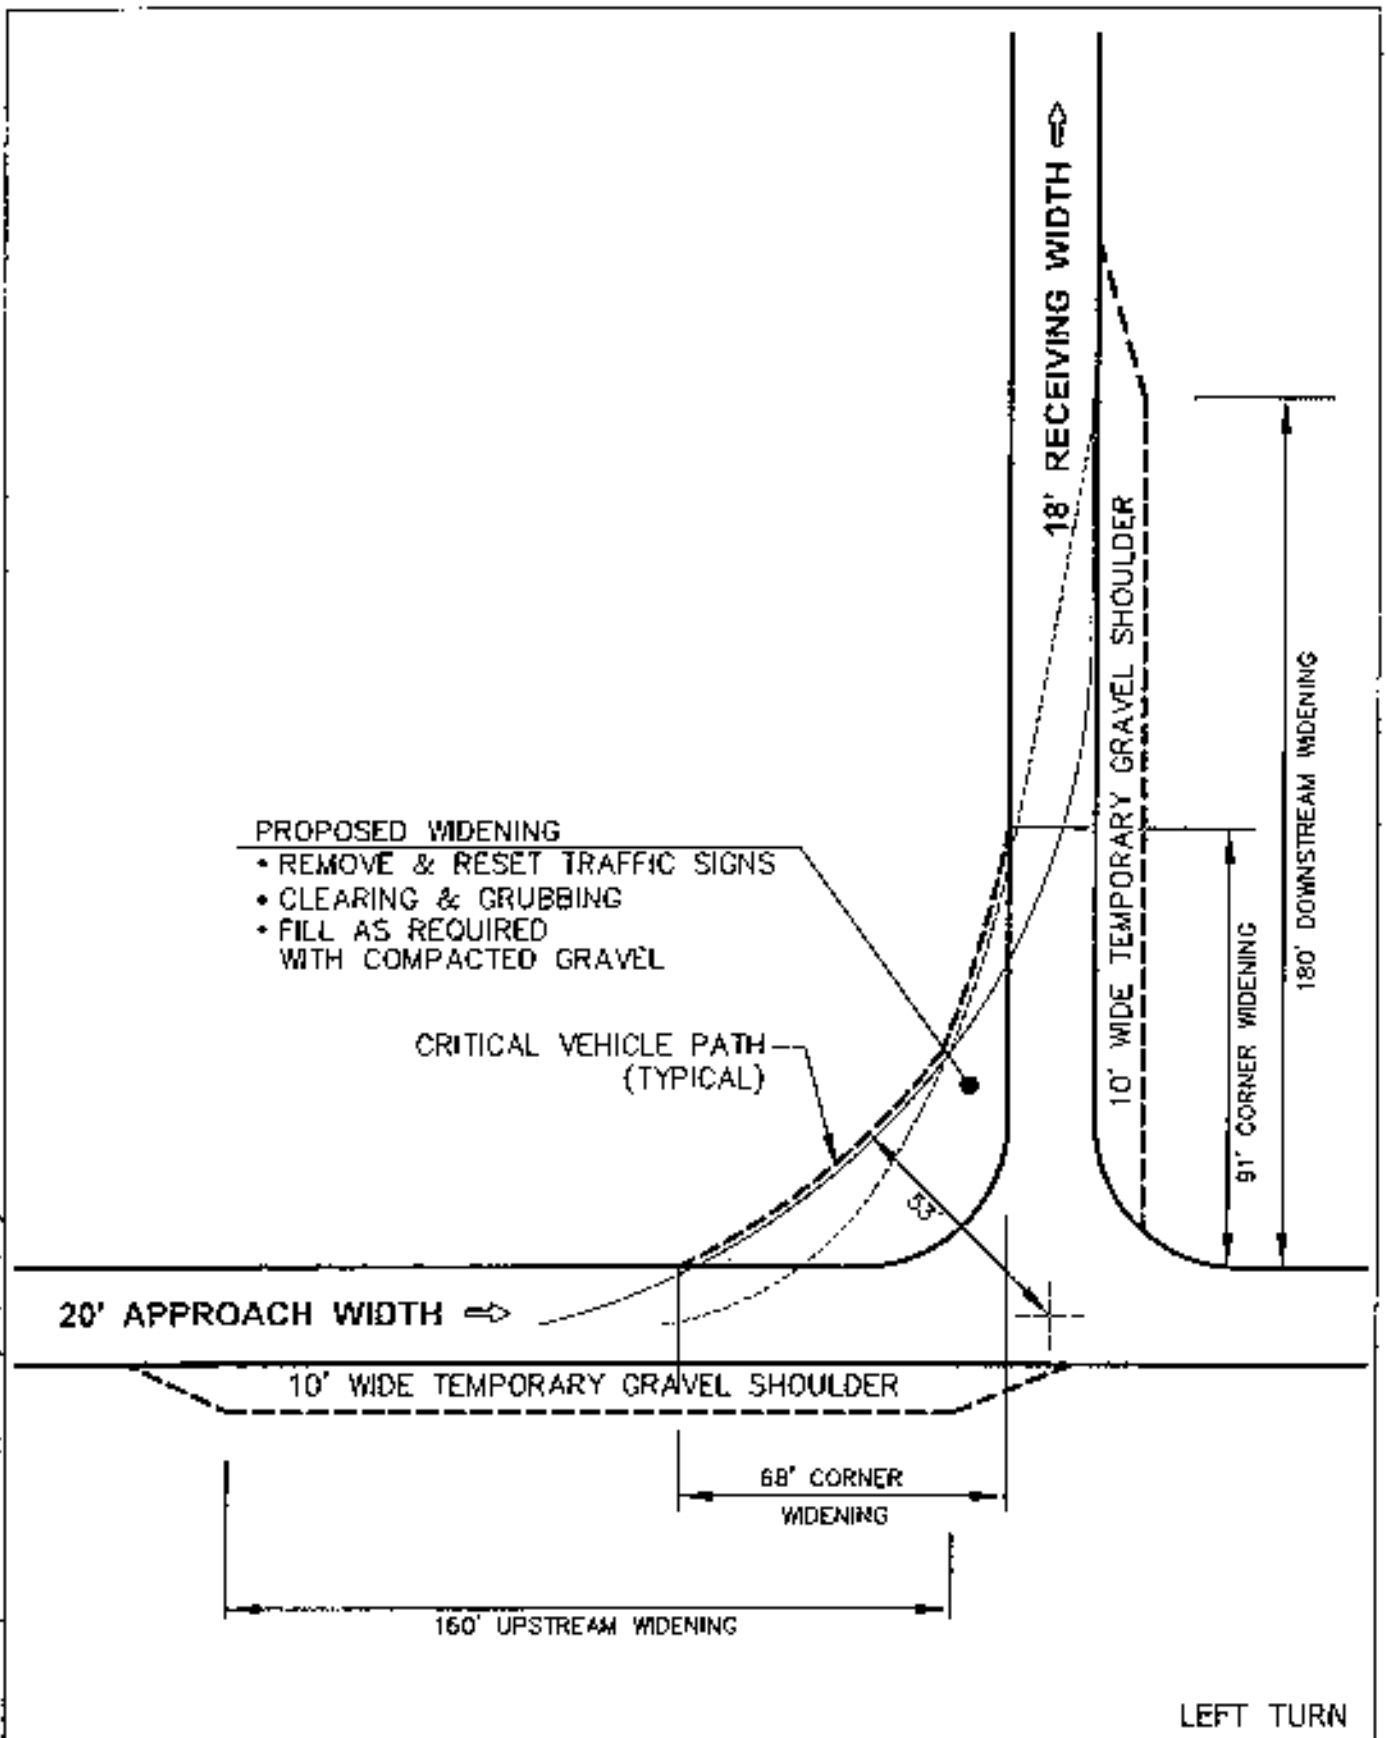 18' RECEIVING WIDTH
10' WIDE TEMPORARY GRAVEL SHOULDER
180' DOWNSTREAM WIDENING
91' CORNER WIDENING
PROPOSED WIDENING
• REMOVE & RESET TRAFFIC SIGNS
• CLEARING & GRUBBING
• FILL AS REQUIRED
WITH COMPACTED GRAVEL
CRITICAL VEHICLE PATH
(TYPICAL)
53'
20' APPROACH WIDTH
10' WIDE TEMPORARY GRAVEL SHOULDER
68' CORNER
WIDENING
150' UPSTREAM WIDENING
LEFT TURN